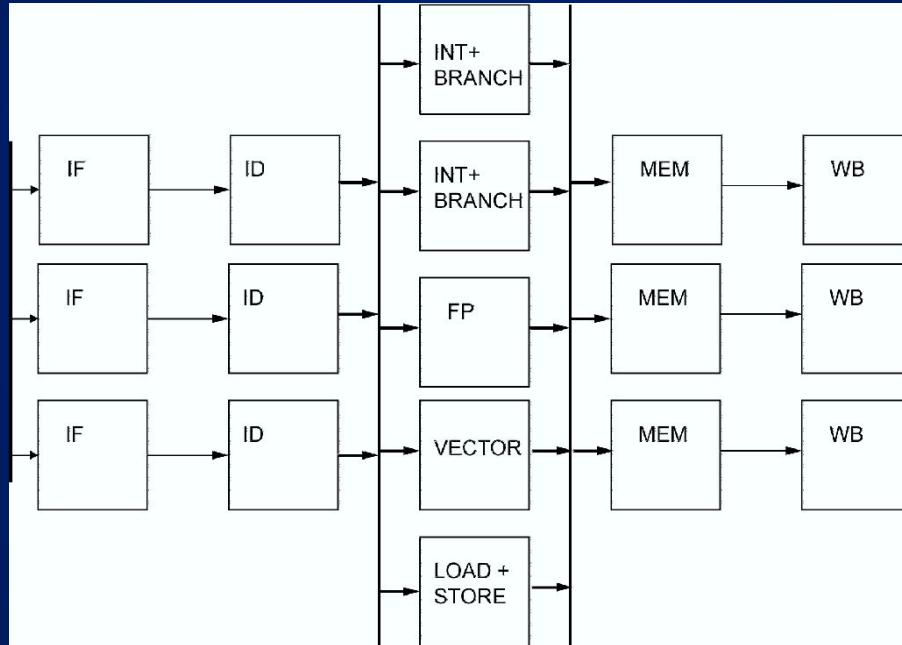 INT+
BRANCH
IF
ID
INT+
BRANCH
MEM
WB
IF
ID
FP
MEM
WB
IF
ID
VECTOR
MEM
WB
LOAD +
STORE